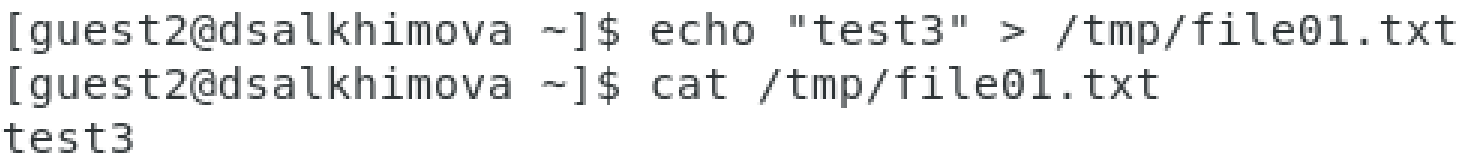 [guest2@dsalkhimova ~]$ echo "test3" > /tmp/file01.txt
[guest2@dsalkhimova ~]$ cat /tmp/file01.txt
test3